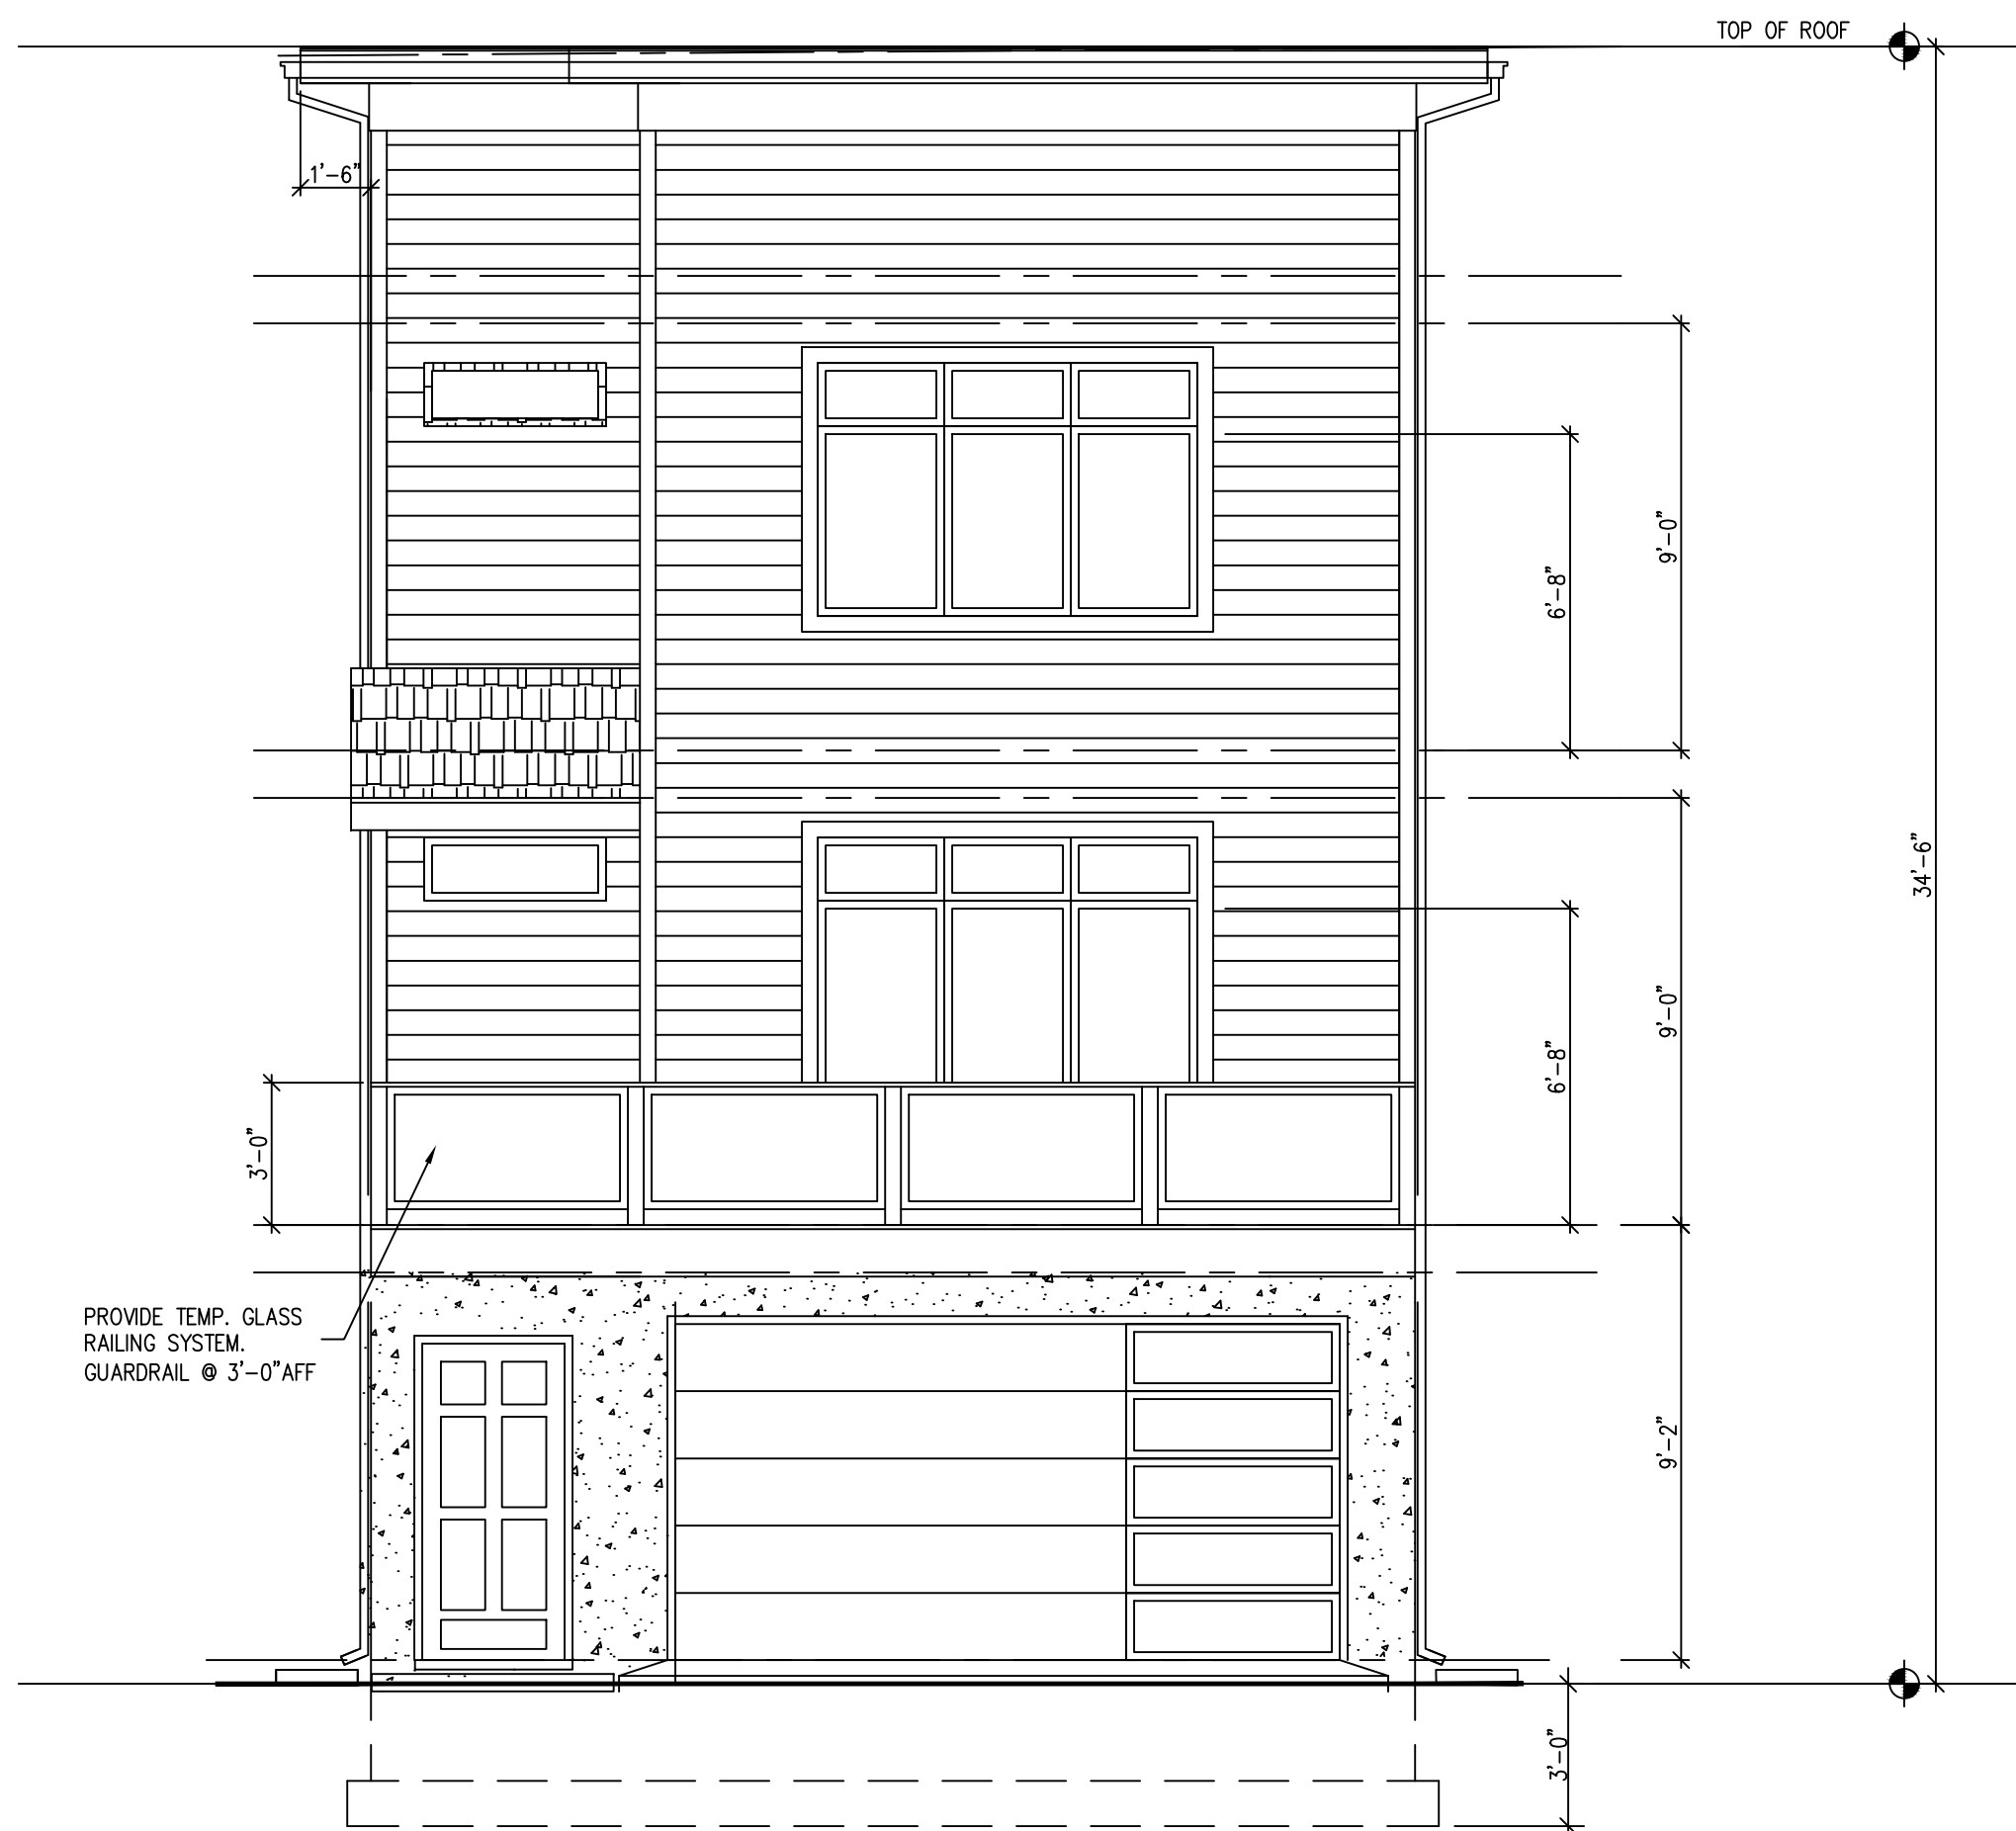 TOP OF ROOF
1'-6"
9'-0"
6'-8"
34'-6"
9'-0"
6'-8"
3'-0"
PROVIDE TEMP. GLASS
RAILING SYSTEM.
GUARDRAIL @ 3'-0"AFF
9'-2"
3'-0"